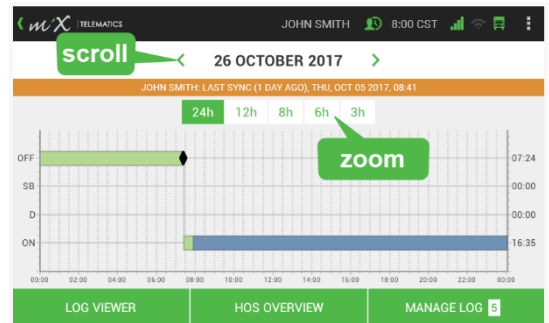 mix TELEMATICS JOHN SMITH 8:00 CST
scroll
26 OCTOBER 2017
JOHN SMITH: LAST SYNC (1 DAY AGO), THU, OCT 05 2017, 08:41
24h 12h 8h 6h 3h
zoom
OFF 07:24
SB 00:00
D 00:00
ON 16:35
00:00 02:00 04:00 06:00 08:00 10:00 12:00 14:00 16:00 18:00 20:00 22:00 00:00
LOG VIEWER HOS OVERVIEW MANAGE LOG 5